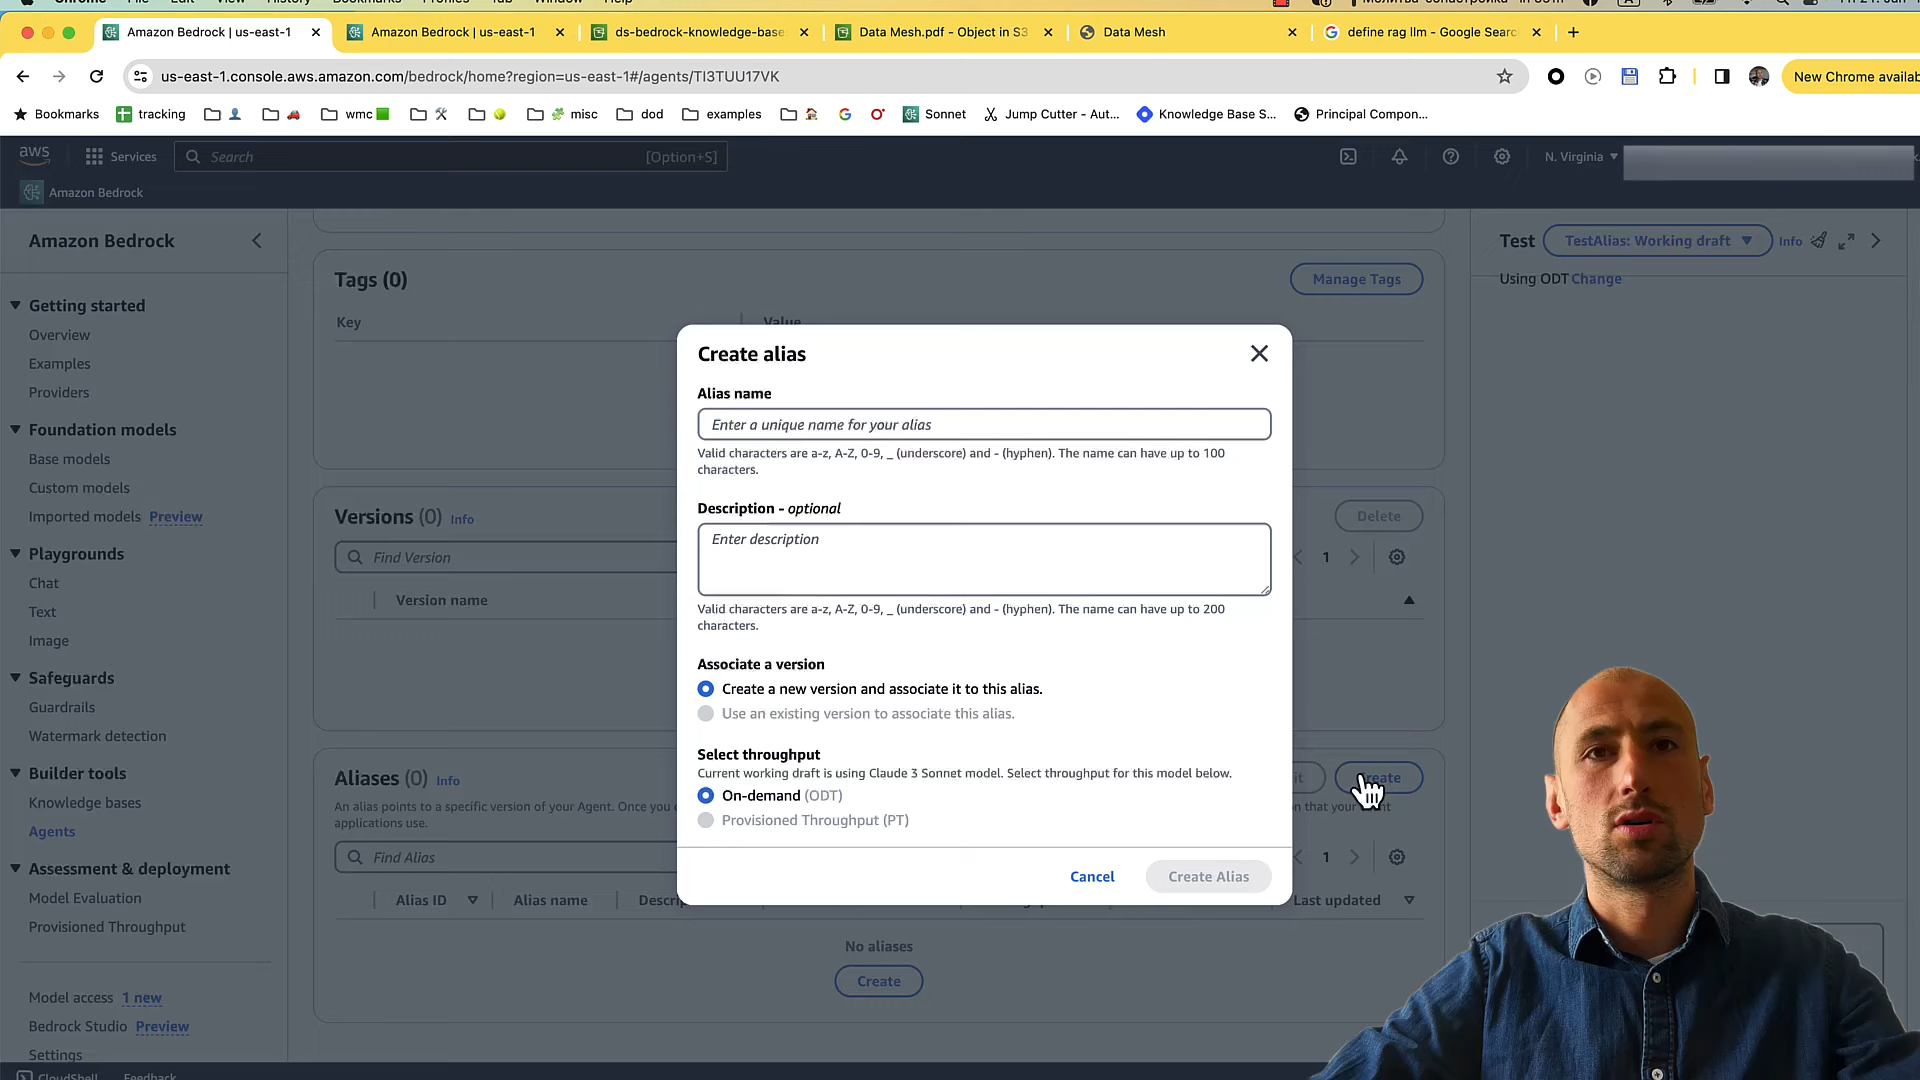 Chrome File Edit View History Bookmarks Profiles Tab Window Help
Amazon Bedrock | us-east-1
Amazon Bedrock | us-east-1
ds-bedrock-knowledge-base
Data Mesh.pdf - Object in S3
Data Mesh
define rag llm - Google Searc
us-east-1.console.aws.amazon.com/bedrock/home?region=us-east-1#/agents/TI3TUU17VK
New Chrome availab
Bookmarks tracking wmc misc dod examples Sonnet Jump Cutter - Aut... Knowledge Base S... Principal Compon...
aws Services Search [Option+S] N. Virginia
Amazon Bedrock
Amazon Bedrock
Getting started
Overview
Examples
Providers
Foundation models
Base models
Custom models
Imported models Preview
Playgrounds
Chat
Text
Image
Safeguards
Guardrails
Watermark detection
Builder tools
Knowledge bases
Agents
Assessment & deployment
Model Evaluation
Provisioned Throughput
Model access 1 new
Bedrock Studio Preview
Settings
CloudShell Feedback
Tags (0)
Manage Tags
Key Value
Versions (0) Info
Delete
Find Version
1
Version name
Aliases (0) Info
Create
An alias points to a specific version of your Agent. Once you
applications use.
Find Alias
1
Alias ID Alias name Last updated
No aliases
Create
Create alias
Alias name
Enter a unique name for your alias
Valid characters are a-z, A-Z, 0-9, _ (underscore) and - (hyphen). The name can have up to 100
characters.
Description - optional
Enter description
Valid characters are a-z, A-Z, 0-9, _ (underscore) and - (hyphen). The name can have up to 200
characters.
Associate a version
Create a new version and associate it to this alias.
Use an existing version to associate this alias.
Select throughput
Current working draft is using Claude 3 Sonnet model. Select throughput for this model below.
On-demand (ODT)
Provisioned Throughput (PT)
Cancel
Create Alias
Test TestAlias: Working draft Info
Using ODT Change